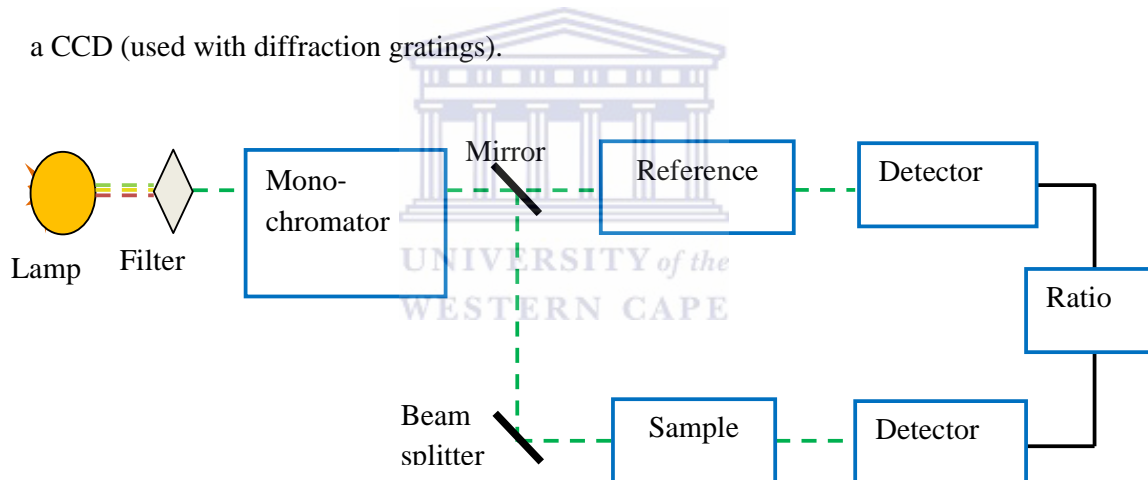 a CCD (used with diffraction gratings).
Mirror
Mono-
chromator
Reference
Detector
Lamp
Filter
UNIVERSITY of the
WESTERN CAPE
Ratio
Beam
splitter
Sample
Detector